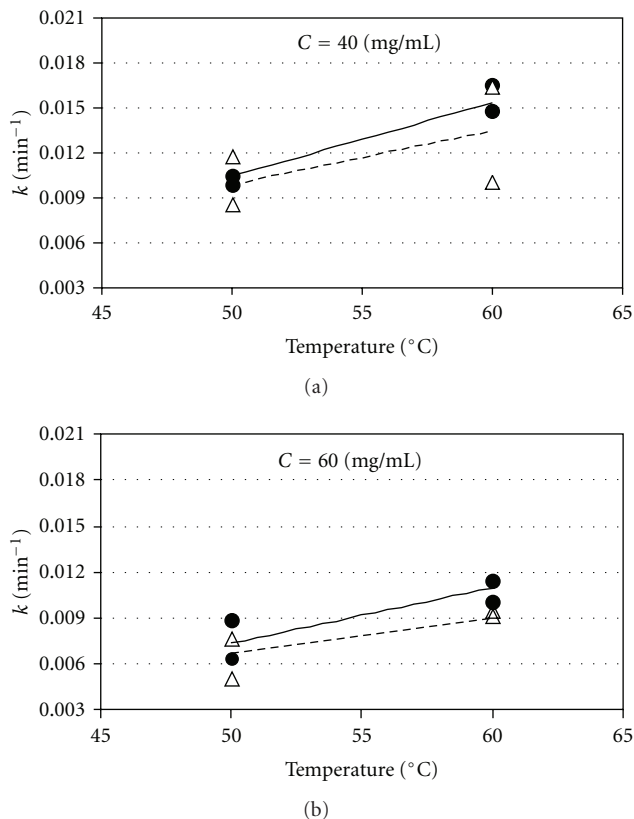 0.021
C = 40 (mg/mL)
0.018
0.015
0.012
0.009
0.006
0.003
k (min⁻¹)
45 50 55 60 65
Temperature (°C)
(a)
0.021
C = 60 (mg/mL)
0.018
0.015
0.012
0.009
0.006
0.003
k (min⁻¹)
45 50 55 60 65
Temperature (°C)
(b)